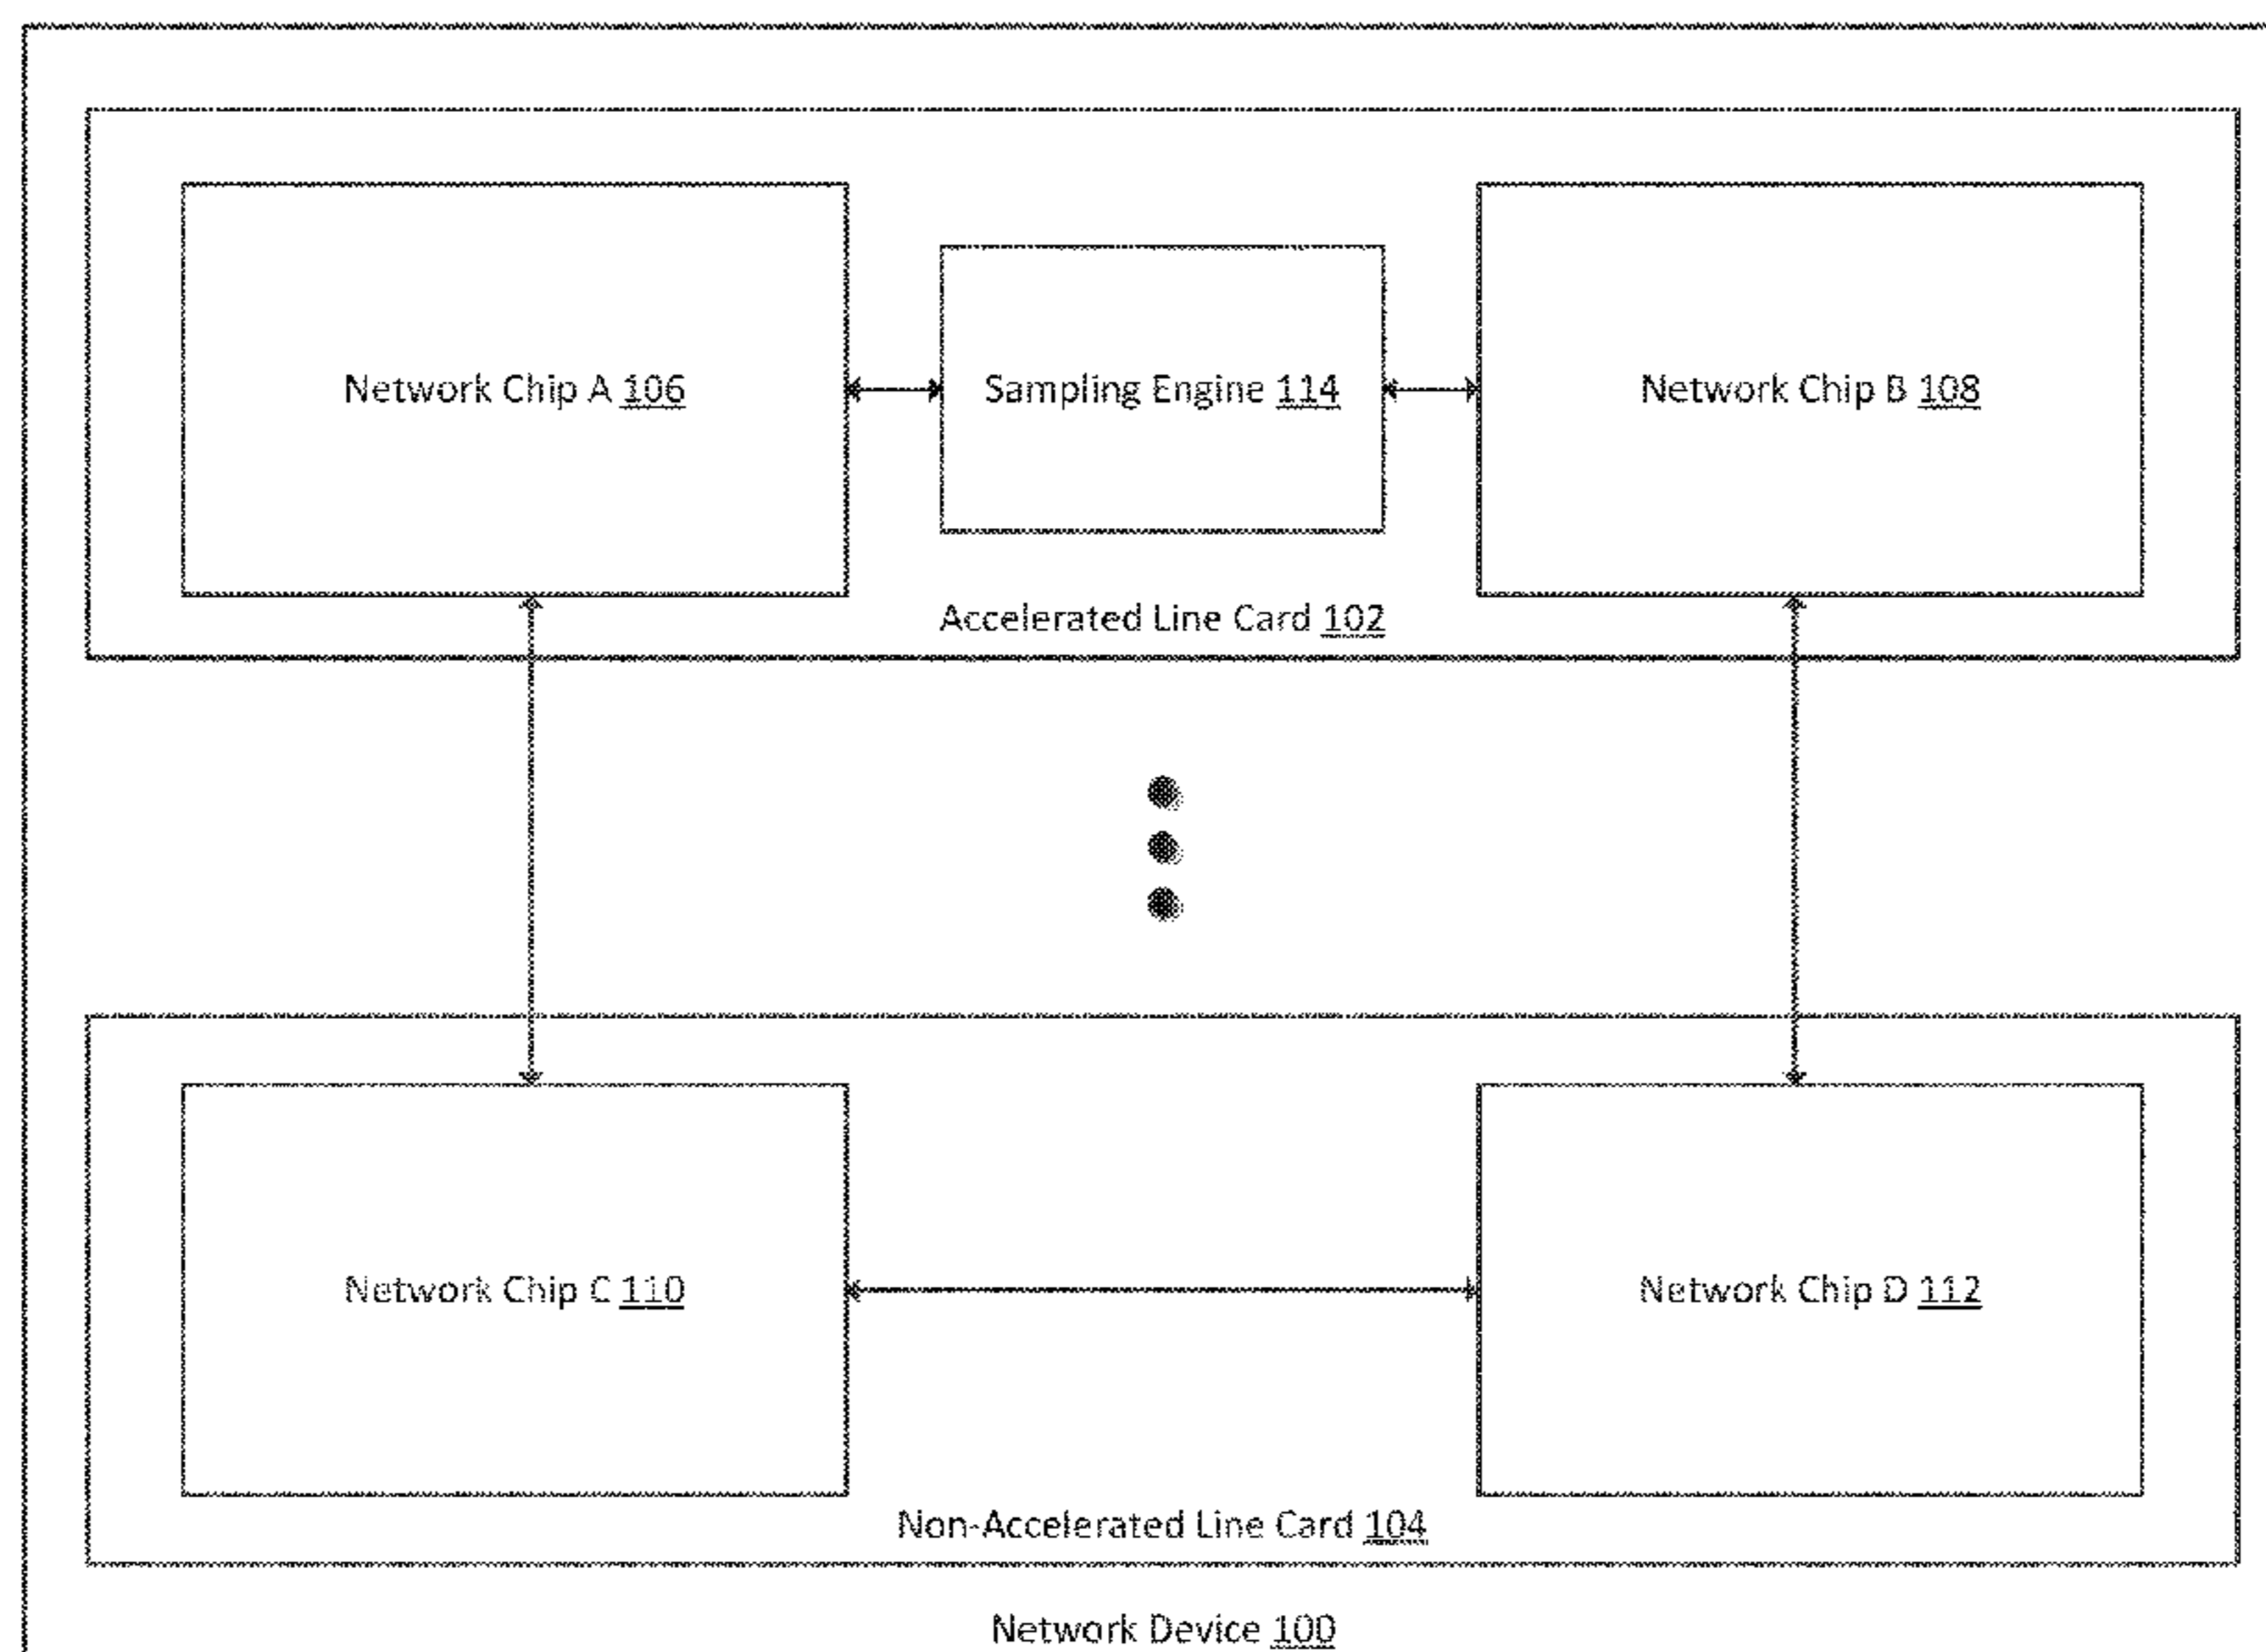 Network Chip A 106
Sampling Engine 114
Network Chip B 108
Accelerated Line Card 102
Network Chip C 110
Network Chip D 112
Non-Accelerated Line Card 104
Network Device 100